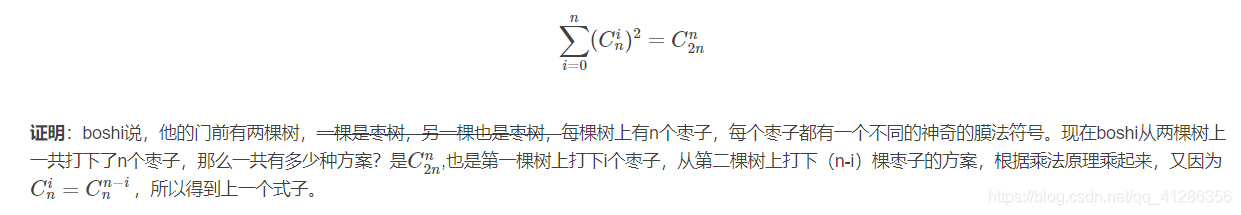 \sum_{i=0}^{n}(C_n^i)^2 = C_{2n}^n
证明：boshi说，他的门前有两棵树，一棵是枣树，另一棵也是枣树，每棵树上有n个枣子，每个枣子都有一个不同的神奇的膜法符号。现在boshi从两棵树上
一共打下了n个枣子，那么一共有多少种方案？是C_{2n}^n,也是第一棵树上打下i个枣子，从第二棵树上打下（n-i）棵枣子的方案，根据乘法原理乘起来，又因为
C_n^i = C_n^{n-i}，所以得到上一个式子。
https://blog.csdn.net/qq_41286356